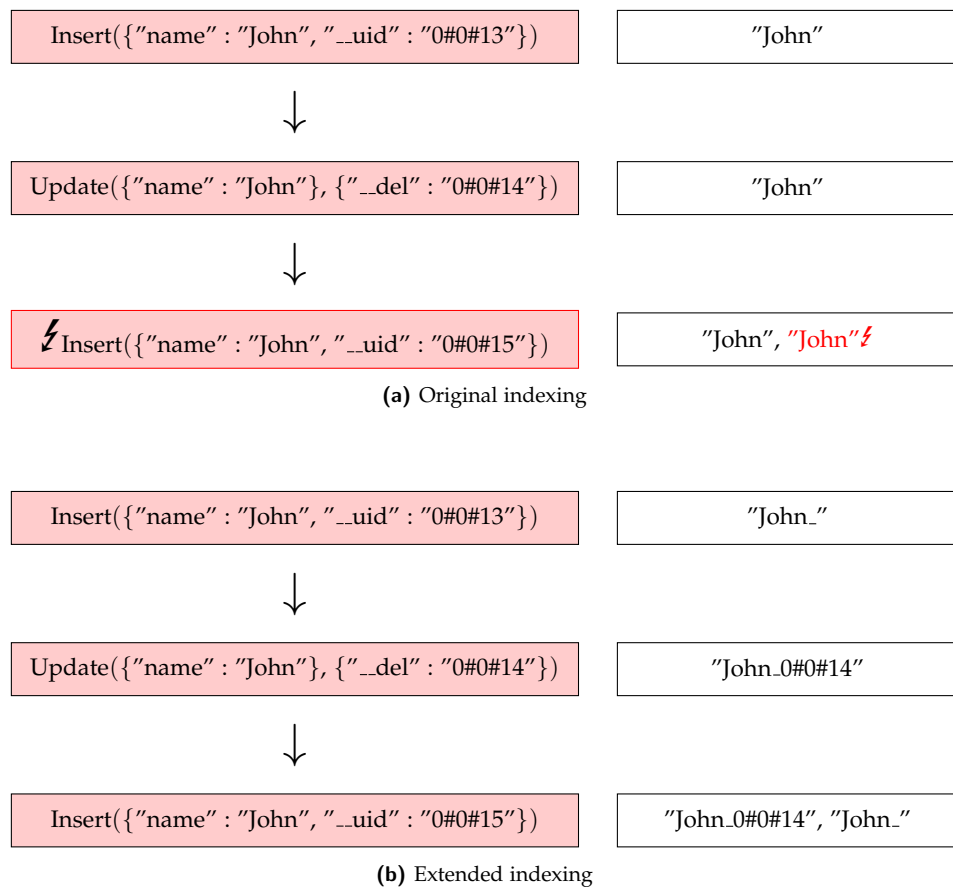 Insert({"name" : "John", "__uid" : "0#0#13"}) "John"
Update({"name" : "John"}, {"__del" : "0#0#14"}) "John"
Insert({"name" : "John", "__uid" : "0#0#15"}) "John", "John"
(a) Original indexing
Insert({"name" : "John", "__uid" : "0#0#13"}) "John_"
Update({"name" : "John"}, {"__del" : "0#0#14"}) "John_0#0#14"
Insert({"name" : "John", "__uid" : "0#0#15"}) "John_0#0#14", "John_"
(b) Extended indexing